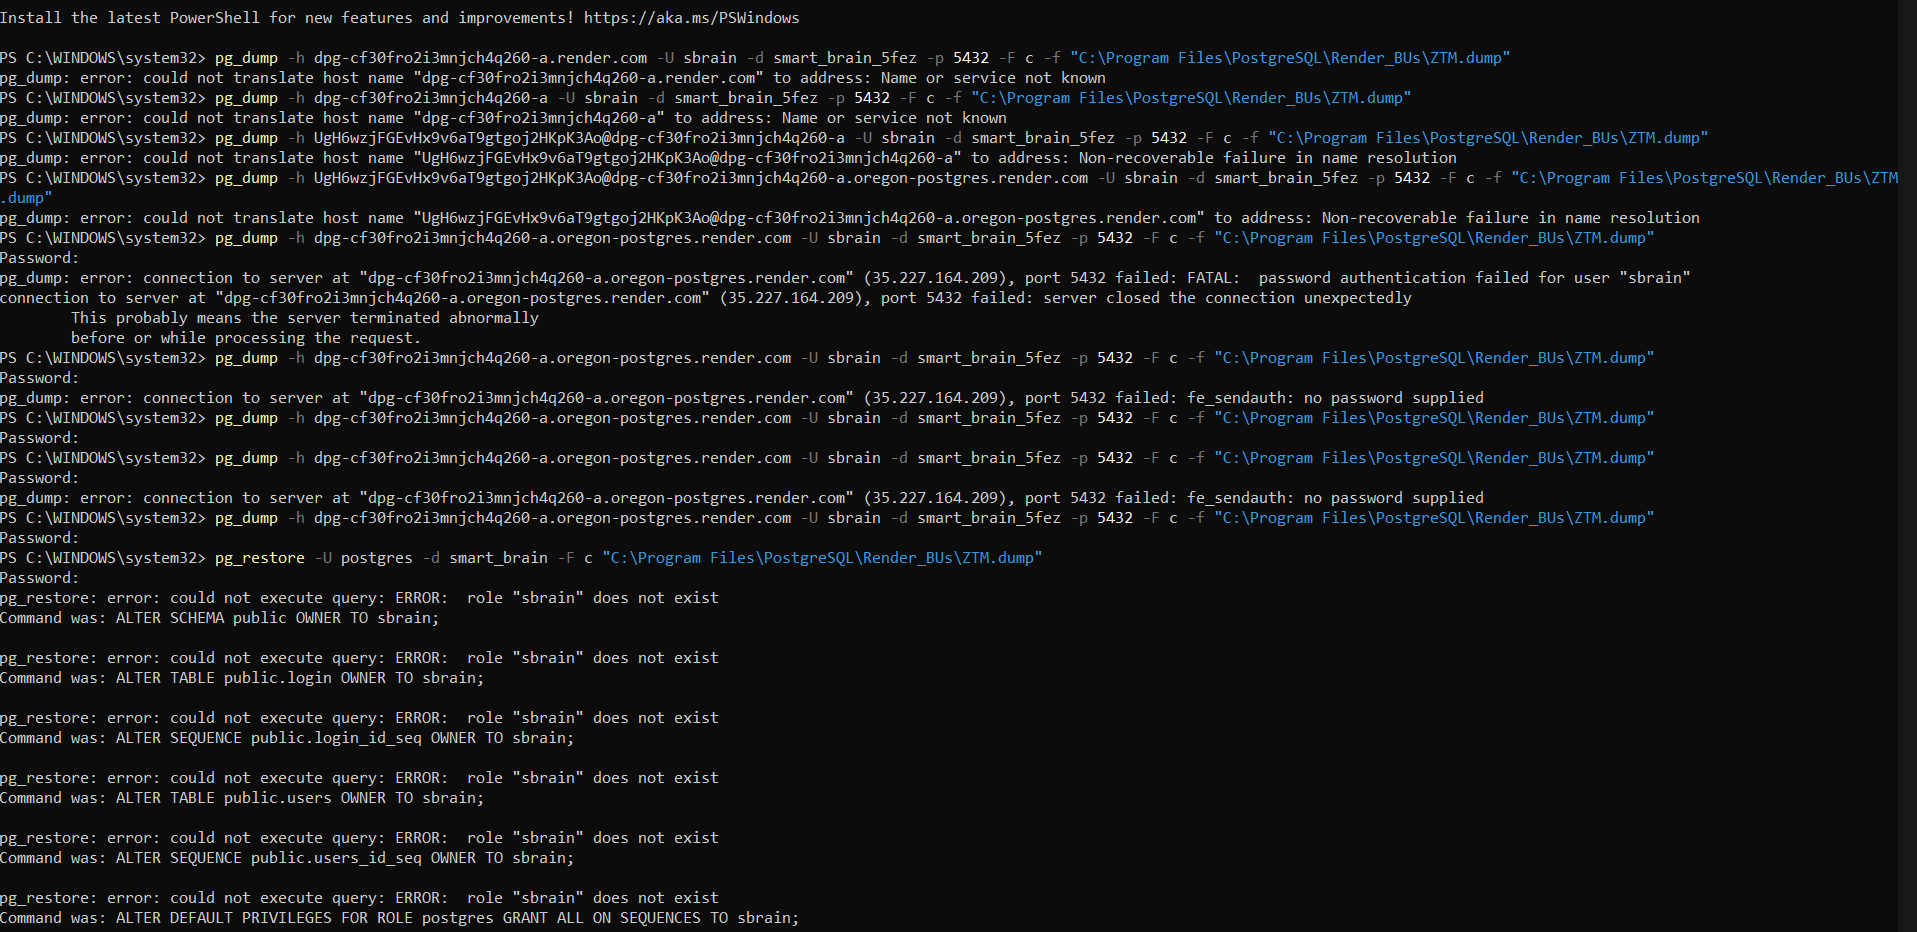 Install the latest PowerShell for new features and improvements! https://aka.ms/PSWindows
PS C:\WINDOWS\system32> pg_dump -h dpg-cf30fro2i3mnjch4q260-a.render.com -U sbrain -d smart_brain_5fez -p 5432 -F c -f "C:\Program Files\PostgreSQL\Render_BUs\ZTM.dump"
pg_dump: error: could not translate host name "dpg-cf30fro2i3mnjch4q260-a.render.com" to address: Name or service not known
PS C:\WINDOWS\system32> pg_dump -h dpg-cf30fro2i3mnjch4q260-a -U sbrain -d smart_brain_5fez -p 5432 -F c -f "C:\Program Files\PostgreSQL\Render_BUs\ZTM.dump"
pg_dump: error: could not translate host name "dpg-cf30fro2i3mnjch4q260-a" to address: Name or service not known
PS C:\WINDOWS\system32> pg_dump -h UgH6wzjFGEvHx9v6aT9gtgoj2HKpK3Ao@dpg-cf30fro2i3mnjch4q260-a -U sbrain -d smart_brain_5fez -p 5432 -F c -f "C:\Program Files\PostgreSQL\Render_BUs\ZTM.dump"
pg_dump: error: could not translate host name "UgH6wzjFGEvHx9v6aT9gtgoj2HKpK3Ao@dpg-cf30fro2i3mnjch4q260-a" to address: Non-recoverable failure in name resolution
PS C:\WINDOWS\system32> pg_dump -h UgH6wzjFGEvHx9v6aT9gtgoj2HKpK3Ao@dpg-cf30fro2i3mnjch4q260-a.oregon-postgres.render.com -U sbrain -d smart_brain_5fez -p 5432 -F c -f "C:\Program Files\PostgreSQL\Render_BUs\ZTM
.dump"
pg_dump: error: could not translate host name "UgH6wzjFGEvHx9v6aT9gtgoj2HKpK3Ao@dpg-cf30fro2i3mnjch4q260-a.oregon-postgres.render.com" to address: Non-recoverable failure in name resolution
PS C:\WINDOWS\system32> pg_dump -h dpg-cf30fro2i3mnjch4q260-a.oregon-postgres.render.com -U sbrain -d smart_brain_5fez -p 5432 -F c -f "C:\Program Files\PostgreSQL\Render_BUs\ZTM.dump"
Password:
pg_dump: error: connection to server at "dpg-cf30fro2i3mnjch4q260-a.oregon-postgres.render.com" (35.227.164.209), port 5432 failed: FATAL:  password authentication failed for user "sbrain"
connection to server at "dpg-cf30fro2i3mnjch4q260-a.oregon-postgres.render.com" (35.227.164.209), port 5432 failed: server closed the connection unexpectedly
        This probably means the server terminated abnormally
        before or while processing the request.
PS C:\WINDOWS\system32> pg_dump -h dpg-cf30fro2i3mnjch4q260-a.oregon-postgres.render.com -U sbrain -d smart_brain_5fez -p 5432 -F c -f "C:\Program Files\PostgreSQL\Render_BUs\ZTM.dump"
Password:
pg_dump: error: connection to server at "dpg-cf30fro2i3mnjch4q260-a.oregon-postgres.render.com" (35.227.164.209), port 5432 failed: fe_sendauth: no password supplied
PS C:\WINDOWS\system32> pg_dump -h dpg-cf30fro2i3mnjch4q260-a.oregon-postgres.render.com -U sbrain -d smart_brain_5fez -p 5432 -F c -f "C:\Program Files\PostgreSQL\Render_BUs\ZTM.dump"
Password:
PS C:\WINDOWS\system32> pg_dump -h dpg-cf30fro2i3mnjch4q260-a.oregon-postgres.render.com -U sbrain -d smart_brain_5fez -p 5432 -F c -f "C:\Program Files\PostgreSQL\Render_BUs\ZTM.dump"
Password:
pg_dump: error: connection to server at "dpg-cf30fro2i3mnjch4q260-a.oregon-postgres.render.com" (35.227.164.209), port 5432 failed: fe_sendauth: no password supplied
PS C:\WINDOWS\system32> pg_dump -h dpg-cf30fro2i3mnjch4q260-a.oregon-postgres.render.com -U sbrain -d smart_brain_5fez -p 5432 -F c -f "C:\Program Files\PostgreSQL\Render_BUs\ZTM.dump"
Password:
PS C:\WINDOWS\system32> pg_restore -U postgres -d smart_brain -F c "C:\Program Files\PostgreSQL\Render_BUs\ZTM.dump"
Password:
pg_restore: error: could not execute query: ERROR:  role "sbrain" does not exist
Command was: ALTER SCHEMA public OWNER TO sbrain;
pg_restore: error: could not execute query: ERROR:  role "sbrain" does not exist
Command was: ALTER TABLE public.login OWNER TO sbrain;
pg_restore: error: could not execute query: ERROR:  role "sbrain" does not exist
Command was: ALTER SEQUENCE public.login_id_seq OWNER TO sbrain;
pg_restore: error: could not execute query: ERROR:  role "sbrain" does not exist
Command was: ALTER TABLE public.users OWNER TO sbrain;
pg_restore: error: could not execute query: ERROR:  role "sbrain" does not exist
Command was: ALTER SEQUENCE public.users_id_seq OWNER TO sbrain;
pg_restore: error: could not execute query: ERROR:  role "sbrain" does not exist
Command was: ALTER DEFAULT PRIVILEGES FOR ROLE postgres GRANT ALL ON SEQUENCES TO sbrain;